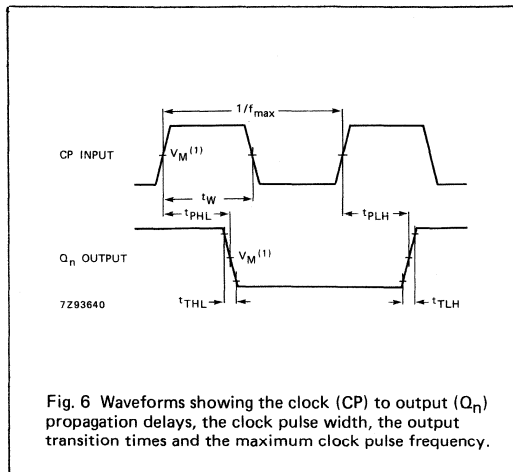 1/fmax
CP INPUT
VM(1)
tW
tPHL
tPLH
Qn OUTPUT
VM(1)
7Z93640
tTHL
tTLH
Fig. 6 Waveforms showing the clock (CP) to output (Qn)
propagation delays, the clock pulse width, the output
transition times and the maximum clock pulse frequency.